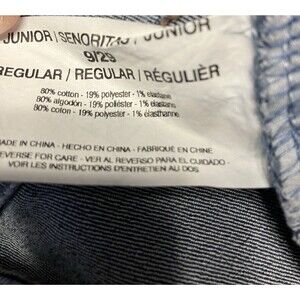 JUNIOR / SEÑORITAS / JUNIOR
9/29
REGULAR / REGULAR / RÉGULIÈR
80% cotton - 19% polyester - 1% elastane
80% algodón - 19% poliéster - 1% elastano
80% coton - 19% polyester - 1% élasthanne
MADE IN CHINA - HECHO EN CHINA - FABRIQUÉ EN CHINE
REVERSE FOR CARE - VER AL REVERSO PARA EL CUIDADO -
VOIR LES INSTRUCTIONS D'ENTRETIEN AU DOS